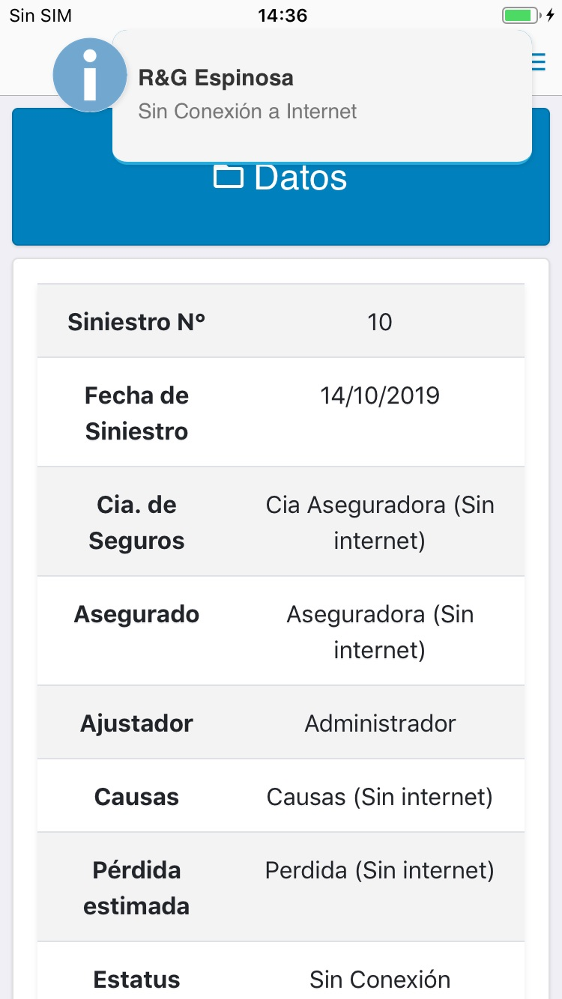 Sin SIM
14:36
R&G Espinosa
Sin Conexión a Internet
Datos
Siniestro Nº 10
Fecha de 14/10/2019
Siniestro
Cia. de Cia Aseguradora (Sin
Seguros internet)
Asegurado Aseguradora (Sin
internet)
Ajustador Administrador
Causas Causas (Sin internet)
Pérdida Perdida (Sin internet)
estimada
Estatus Sin Conexión